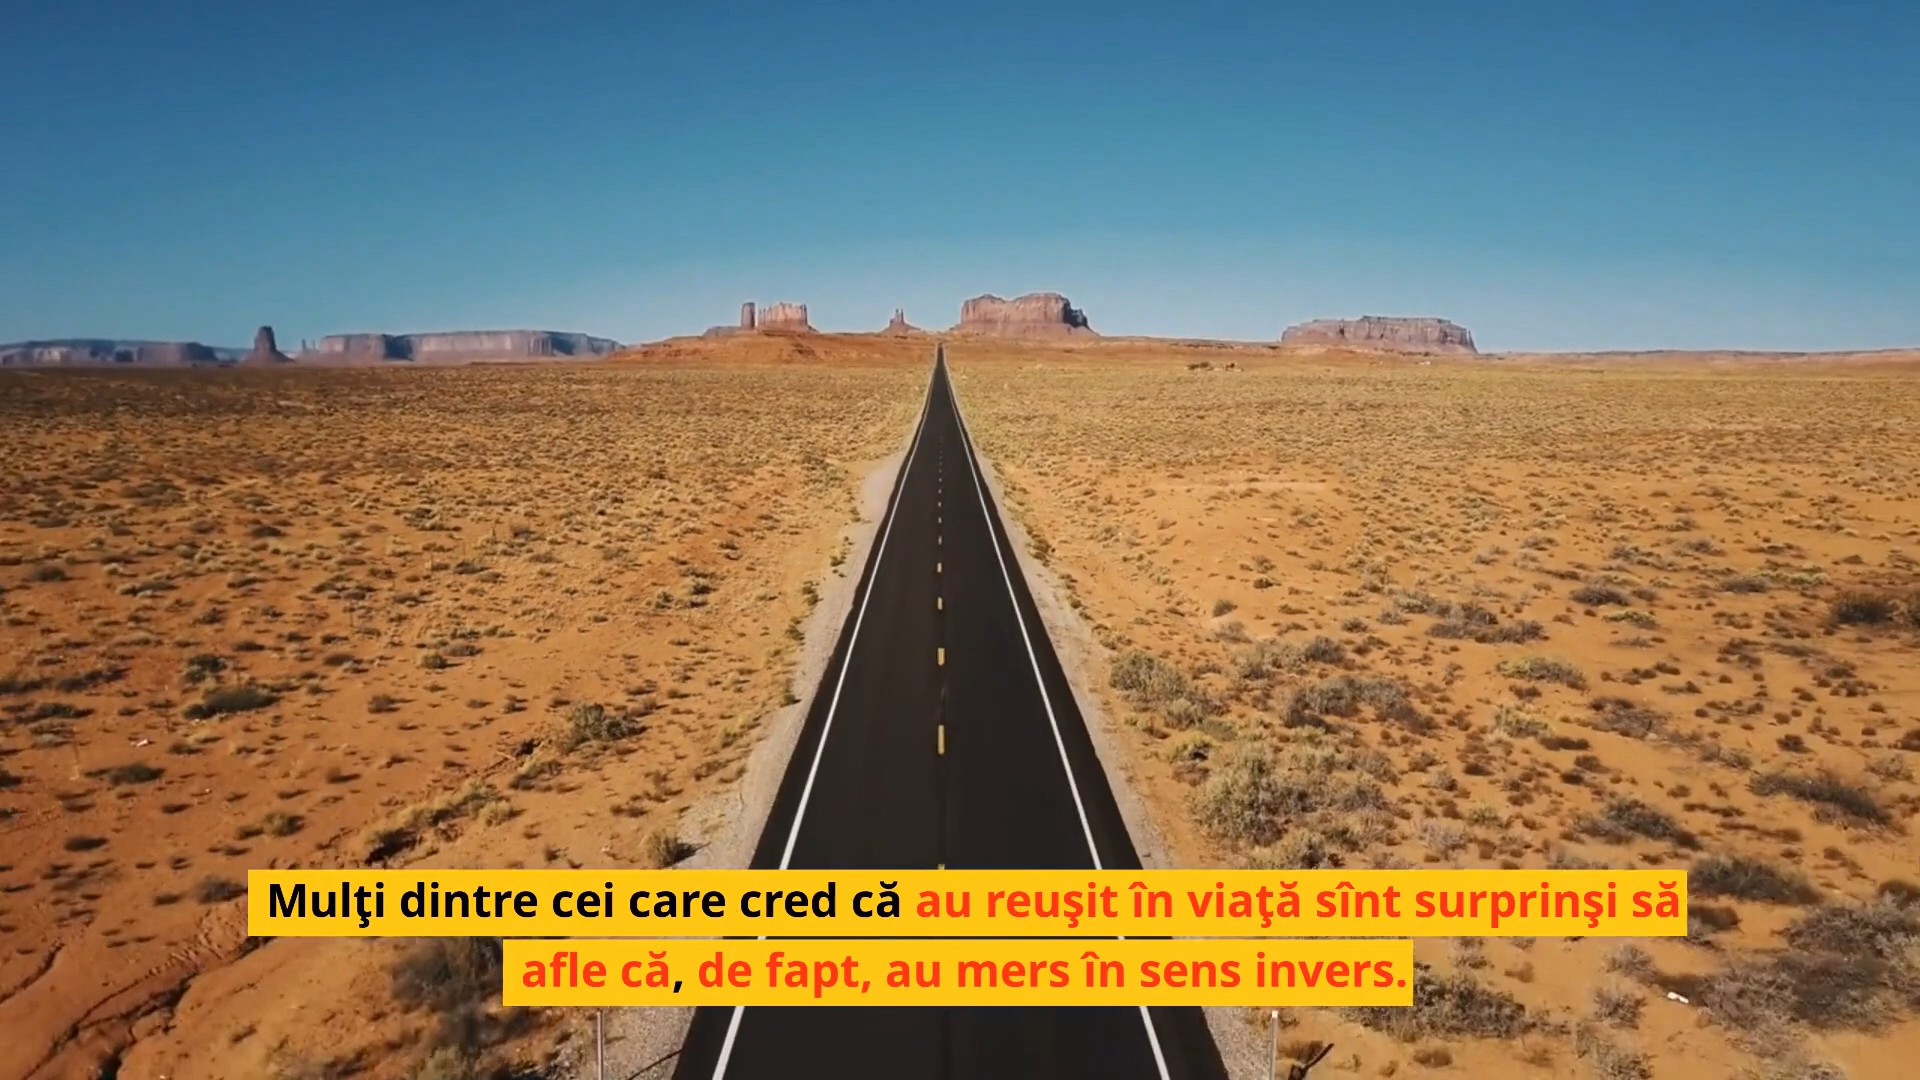 Mulţi dintre cei care cred că au reuşit în viaţă sînt surprinşi să
afle că, de fapt, au mers în sens invers.